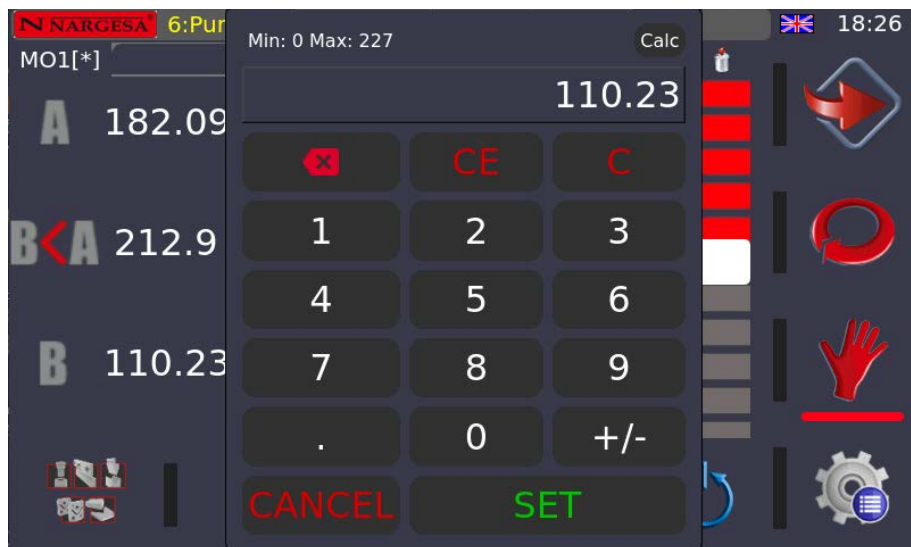 N NARGESA® 6:Pun
18:26
MO1[*]
Min: 0 Max: 227
Calc
110.23
A 182.09
B<A 212.9
B 110.23
CE C
1 2 3
4 5 6
7 8 9
. 0 +/-
CANCEL SET